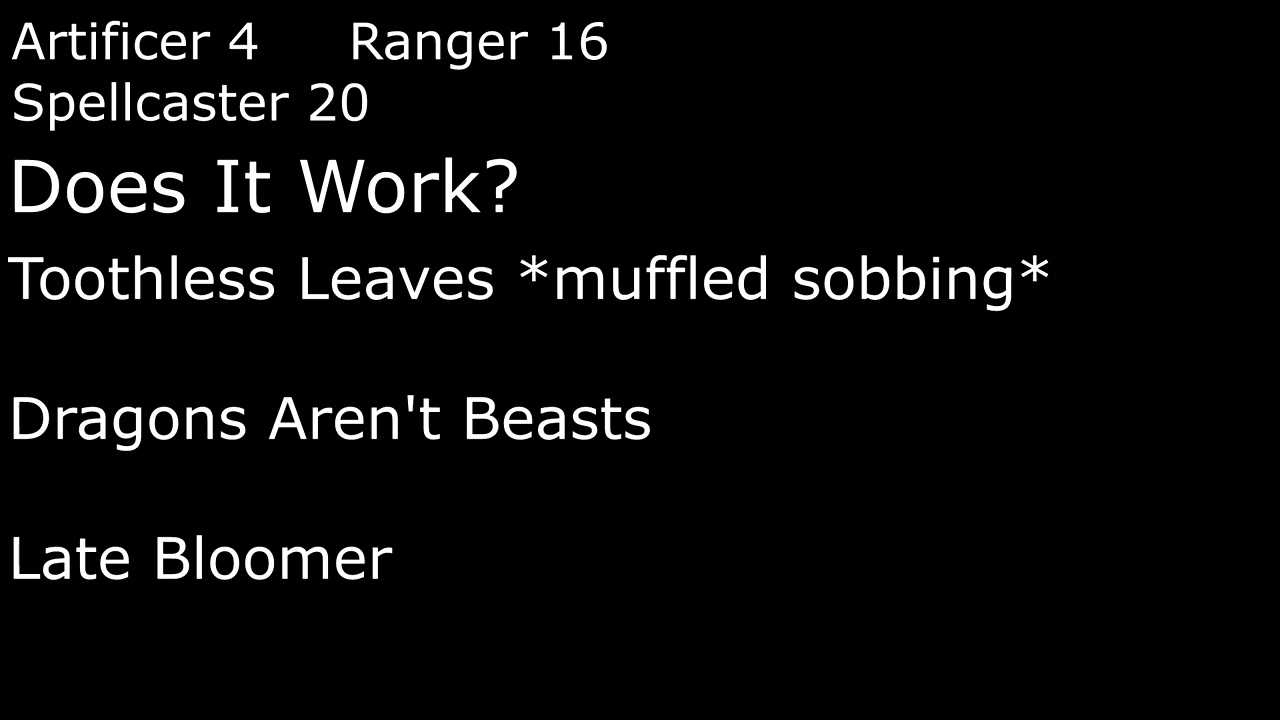 Artificer 4 Ranger 16
Spellcaster 20
Does It Work?
Toothless Leaves *muffled sobbing*
Dragons Aren't Beasts
Late Bloomer